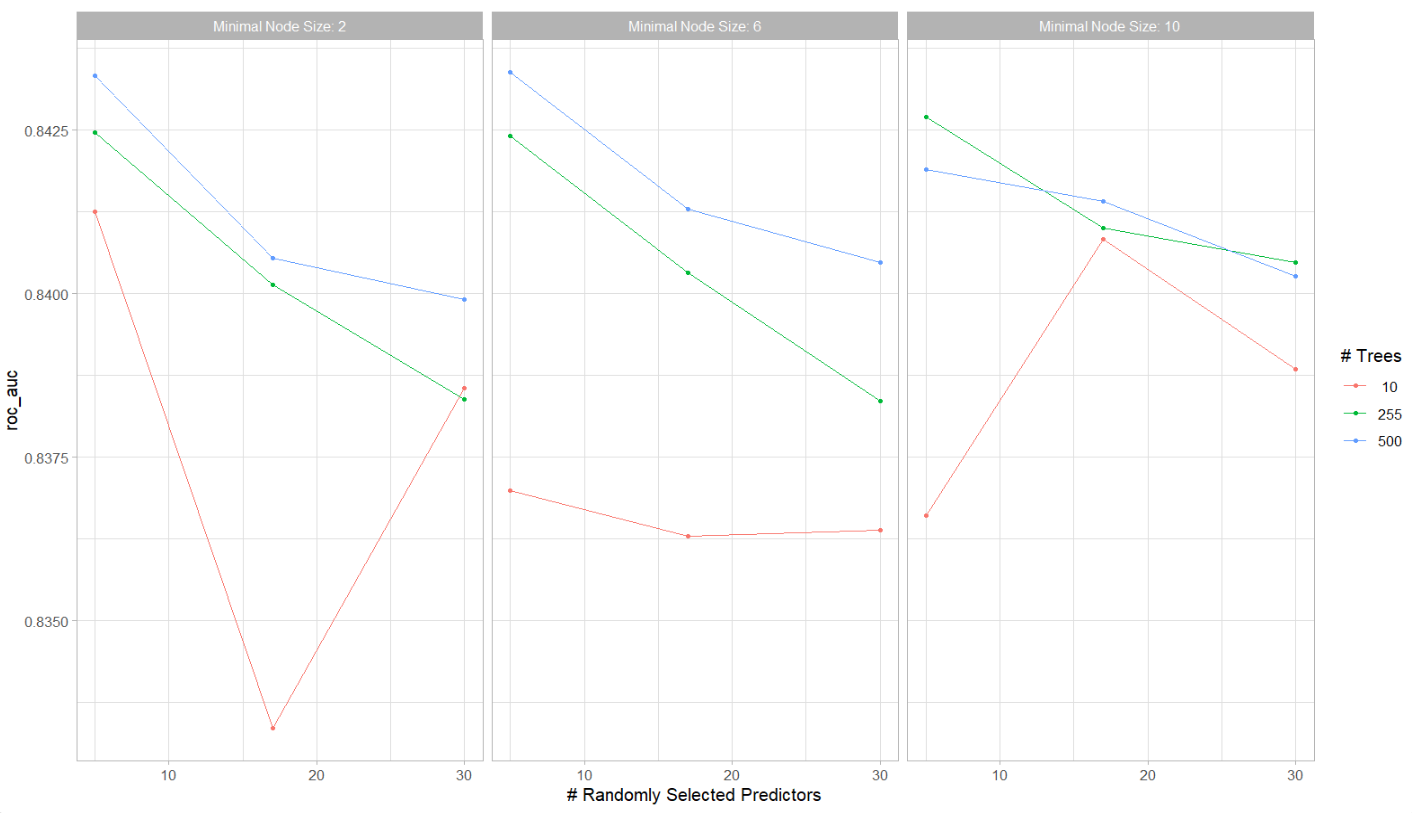 Minimal Node Size: 2
Minimal Node Size: 6
Minimal Node Size: 10
0.8425
0.8400
0.8375
0.8350
roc_auc
10 20 30
10 20 30
10 20 30
# Randomly Selected Predictors
# Trees
10
255
500